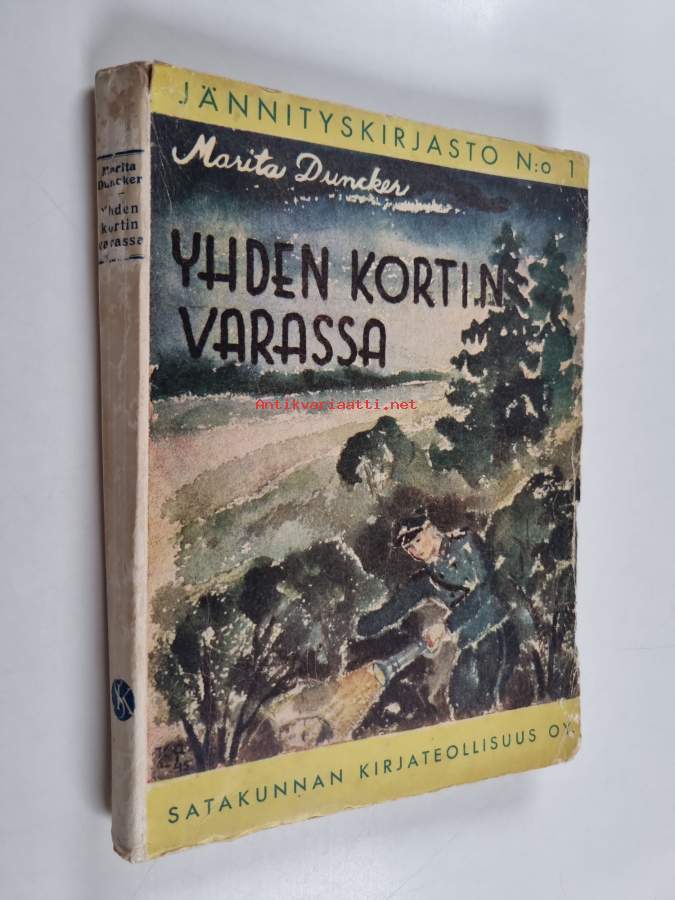 JÄNNITYSKIRJASTO N:o 1
Marita Duncker
YHDEN KORTIN
VARASSA
Antikvariaatti.net
SATAKUNNAN KIRJATEOLLISUUS OY.
Marita
Duncker
Yhden
kortin
varassa